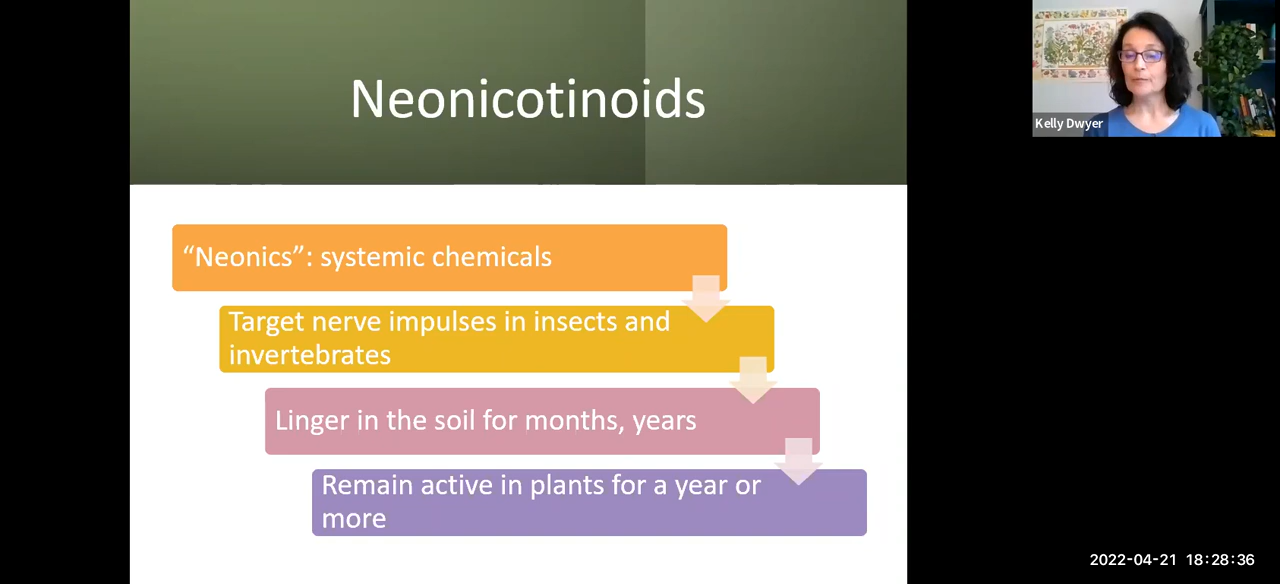 Neonicotinoids
Kelly Dwyer
“Neonics”: systemic chemicals
Target nerve impulses in insects and
invertebrates
Linger in the soil for months, years
Remain active in plants for a year or
more
2022-04-21 18:28:36